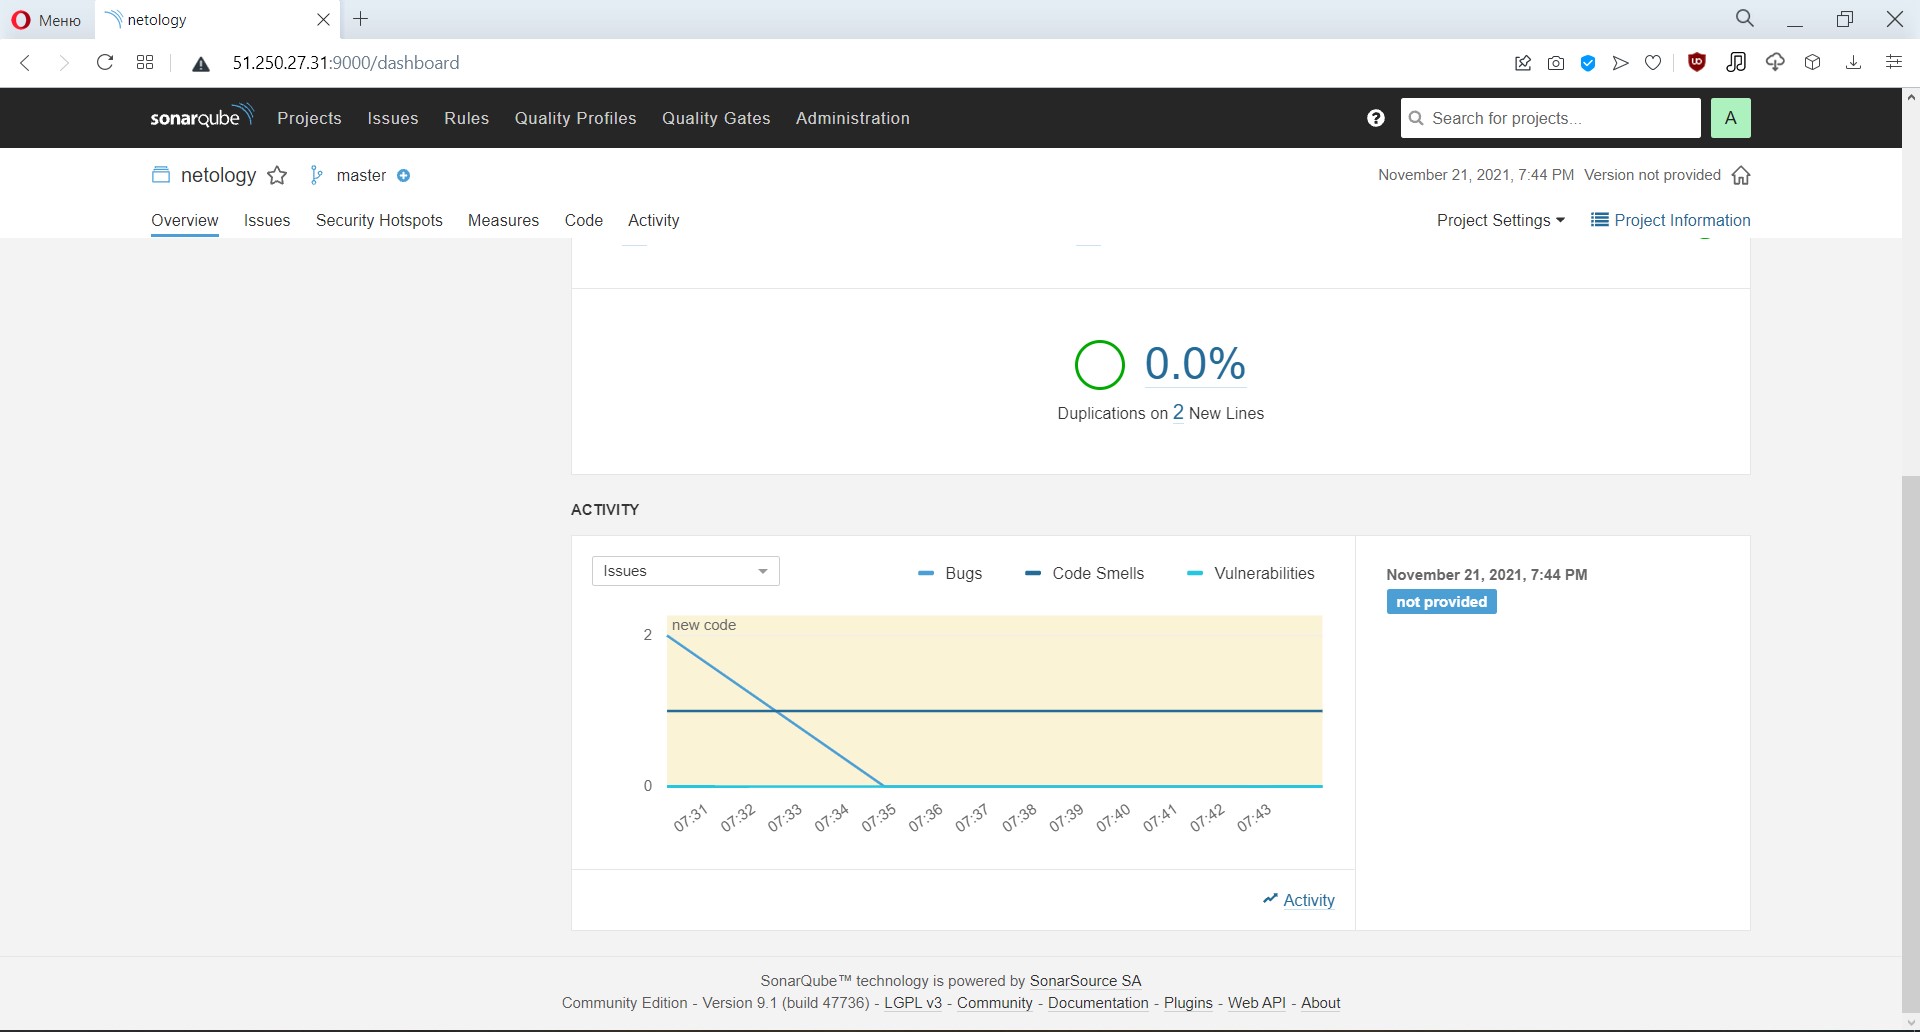 Меню
netology
51.250.27.31:9000/dashboard
sonarqube Projects Issues Rules Quality Profiles Quality Gates Administration
Search for projects...
A
netology master
November 21, 2021, 7:44 PM Version not provided
Overview Issues Security Hotspots Measures Code Activity
Project Settings Project Information
0.0%
Duplications on 2 New Lines
ACTIVITY
Issues
Bugs Code Smells Vulnerabilities
November 21, 2021, 7:44 PM
not provided
new code
2
0
07:31 07:32 07:33 07:34 07:35 07:36 07:37 07:38 07:39 07:40 07:41 07:42 07:43
Activity
SonarQube™ technology is powered by SonarSource SA
Community Edition - Version 9.1 (build 47736) - LGPL v3 - Community - Documentation - Plugins - Web API - About